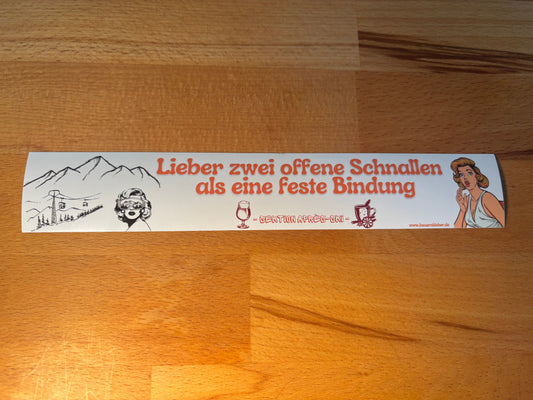 Lieber zwei offene Schnallen
als eine feste Bindung
- SEKTION APRÈS-SKI -
www.bauernkleber.de